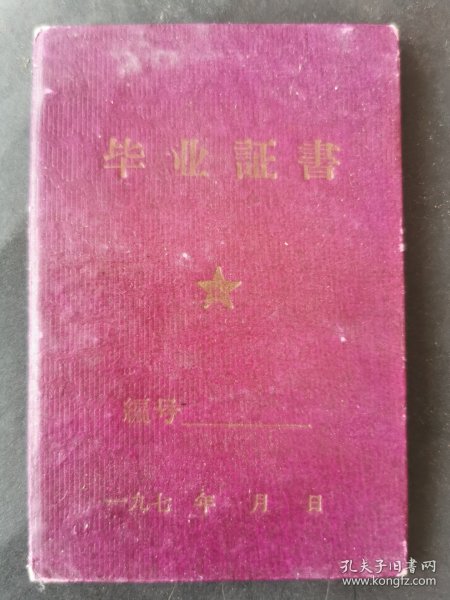 毕业証書
编号
一九七 年 月 日
孔夫子旧书网
www.kongfz.com